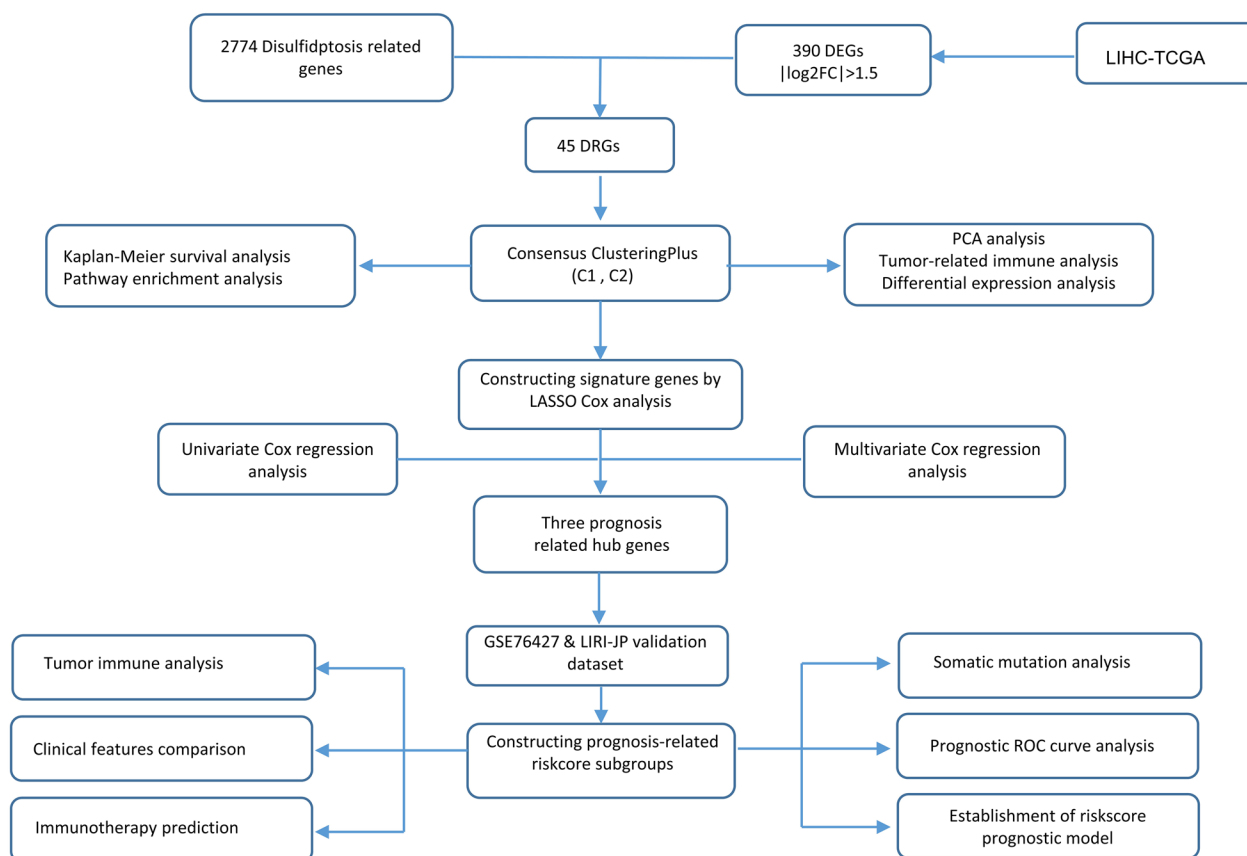 2774 Disulfidptosis related
genes
390 DEGs
|log2FC|>1.5
LIHC-TCGA
45 DRGs
Kaplan-Meier survival analysis
Pathway enrichment analysis
Consensus ClusteringPlus
(C1 , C2)
PCA analysis
Tumor-related immune analysis
Differential expression analysis
Constructing signature genes by
LASSO Cox analysis
Univariate Cox regression
analysis
Multivariate Cox regression
analysis
Three prognosis
related hub genes
GSE76427 & LIRI-JP validation
dataset
Tumor immune analysis
Somatic mutation analysis
Clinical features comparison
Constructing prognosis-related
riskcore subgroups
Prognostic ROC curve analysis
Immunotherapy prediction
Establishment of riskscore
prognostic model